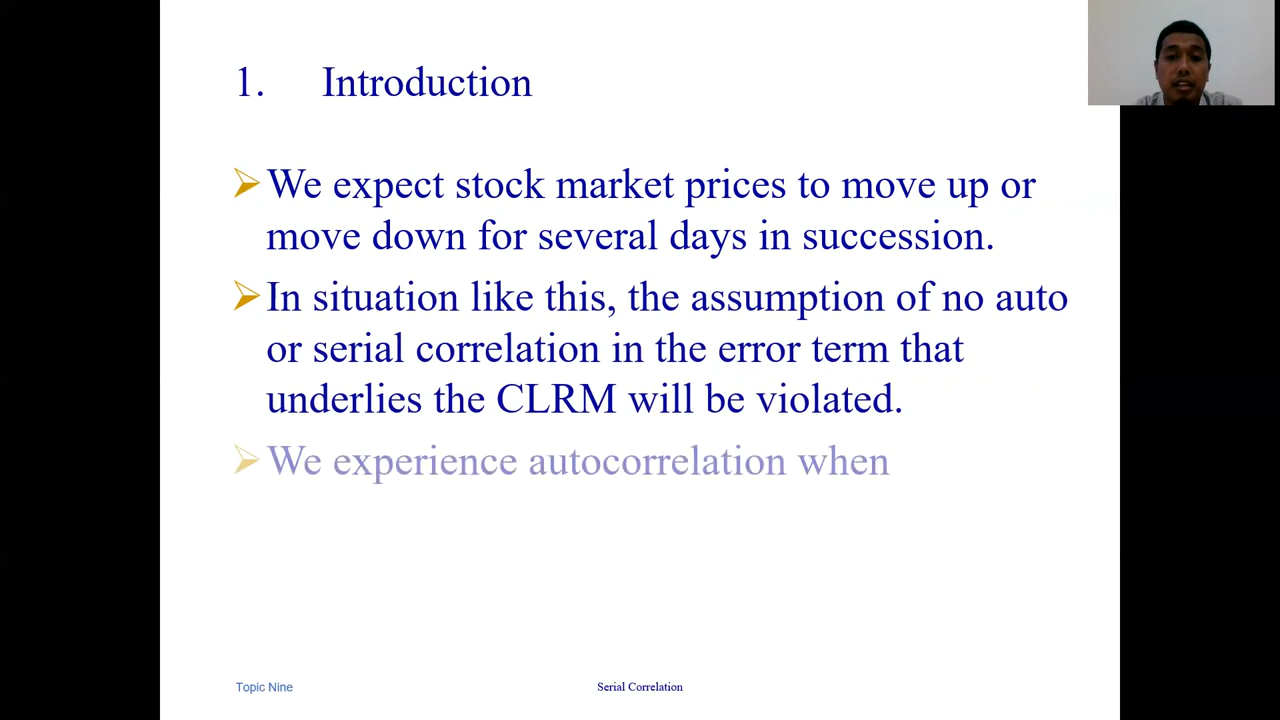 1. Introduction
We expect stock market prices to move up or
move down for several days in succession.
In situation like this, the assumption of no auto
or serial correlation in the error term that
underlies the CLRM will be violated.
We experience autocorrelation when
Topic Nine
Serial Correlation